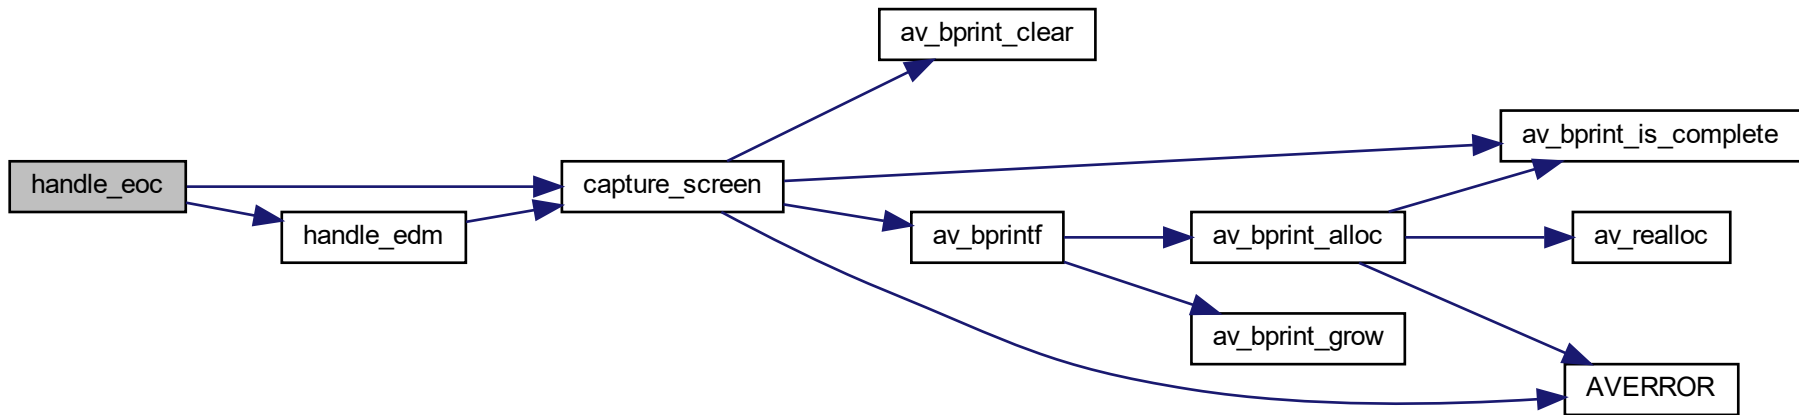 av_bprint_clear
av_bprint_is_complete
handle_eoc
capture_screen
handle_edm
av_bprintf
av_bprint_alloc
av_realloc
av_bprint_grow
AVERROR